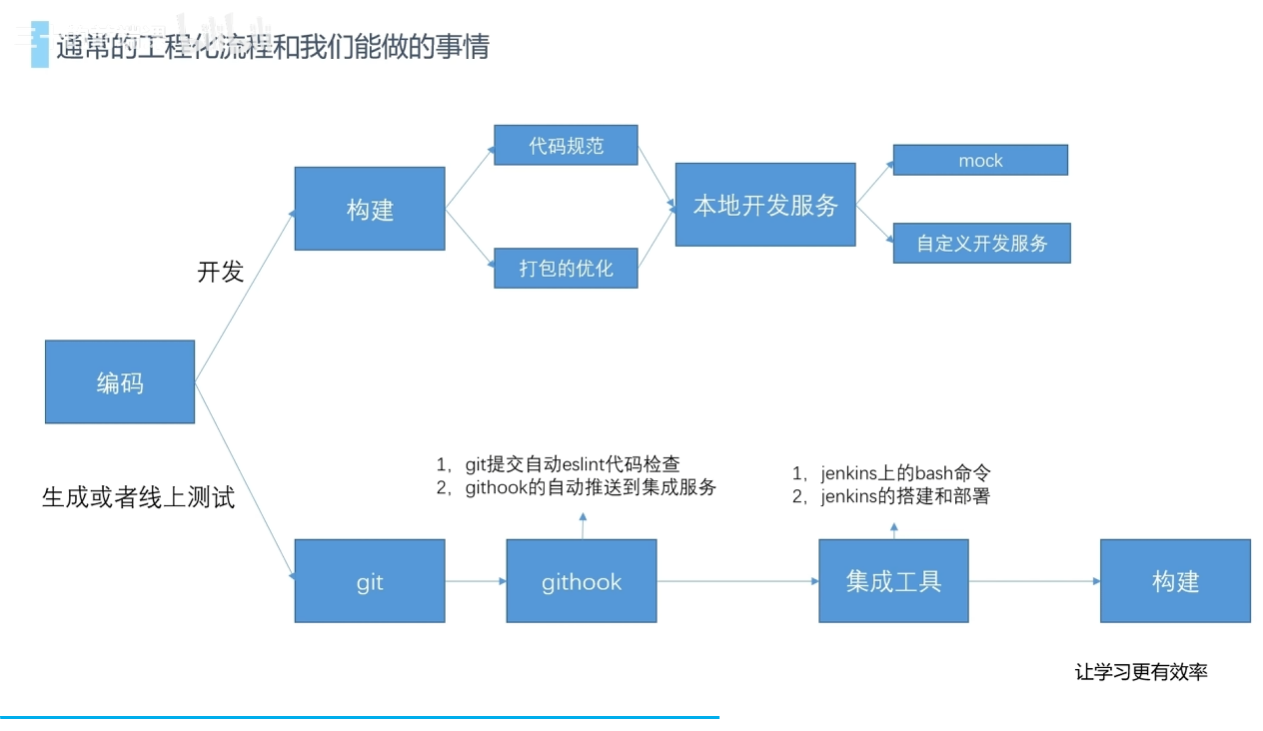 通常的工程化流程和我们能做的事情
代码规范
mock
构建
本地开发服务
自定义开发服务
打包的优化
开发
编码
生成或者线上测试
1，git提交自动eslint代码检查
2，githook的自动推送到集成服务
1，jenkins上的bash命令
2，jenkins的搭建和部署
git
githook
集成工具
构建
让学习更有效率